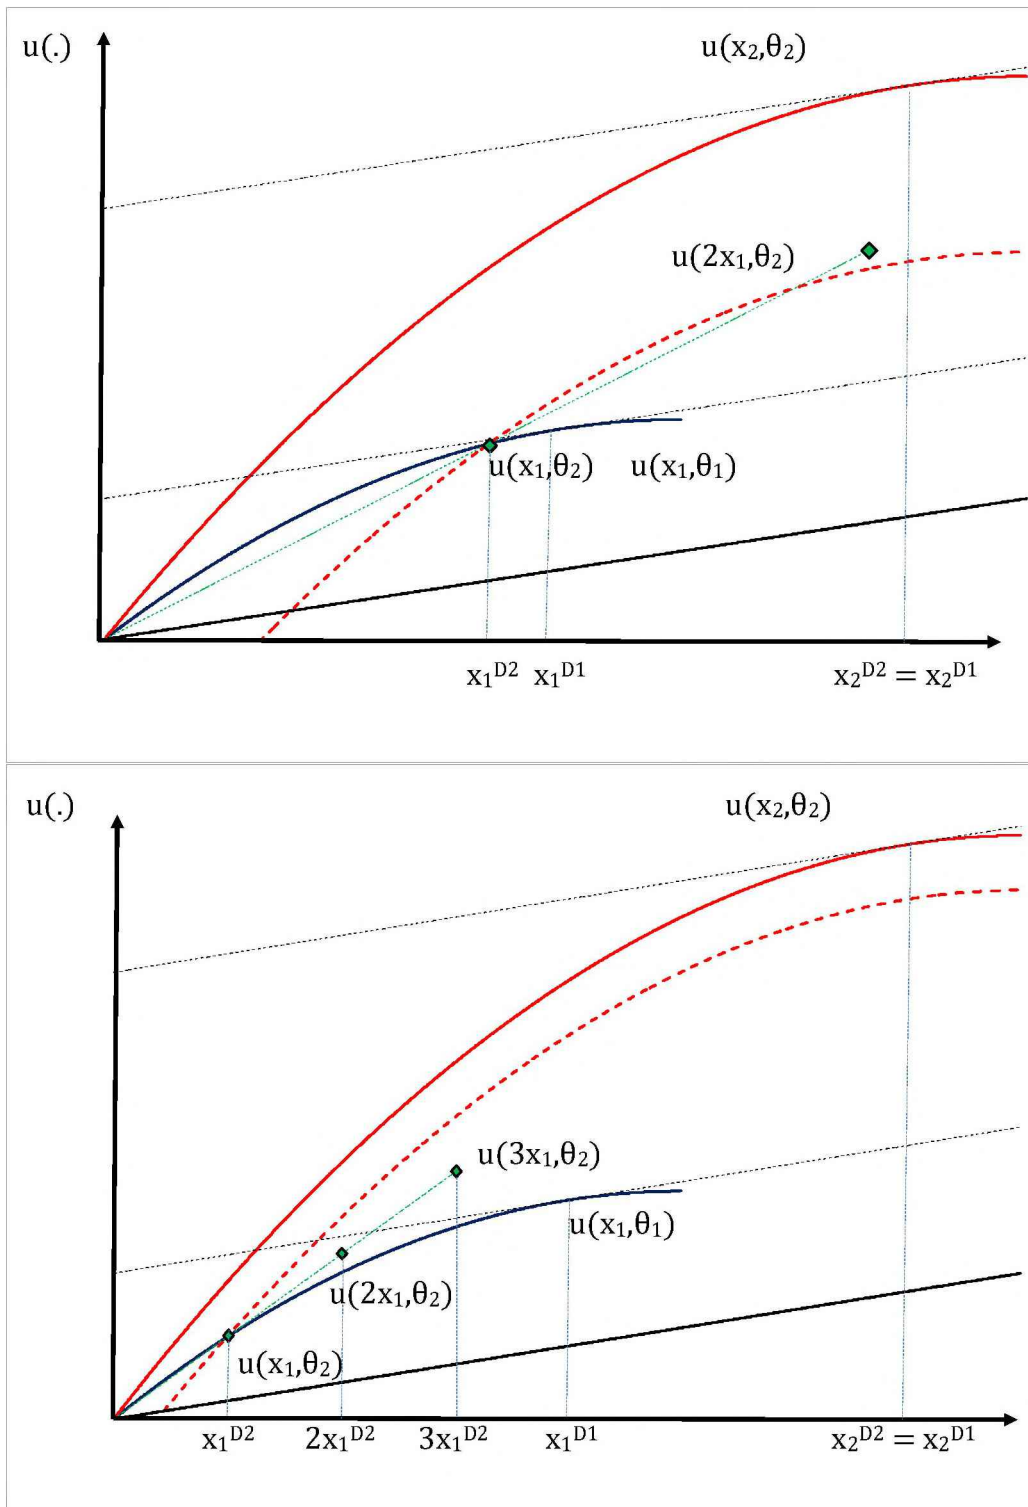 u(.)
u(x₂,θ₂)
u(2x₁,θ₂)
u(x₁,θ₂) u(x₁,θ₁)
x₁ᴰ² x₁ᴰ¹ x₂ᴰ² = x₂ᴰ¹
u(.)
u(x₂,θ₂)
u(3x₁,θ₂)
u(x₁,θ₁)
u(2x₁,θ₂)
u(x₁,θ₂)
x₁ᴰ² 2x₁ᴰ² 3x₁ᴰ² x₁ᴰ¹ x₂ᴰ² = x₂ᴰ¹